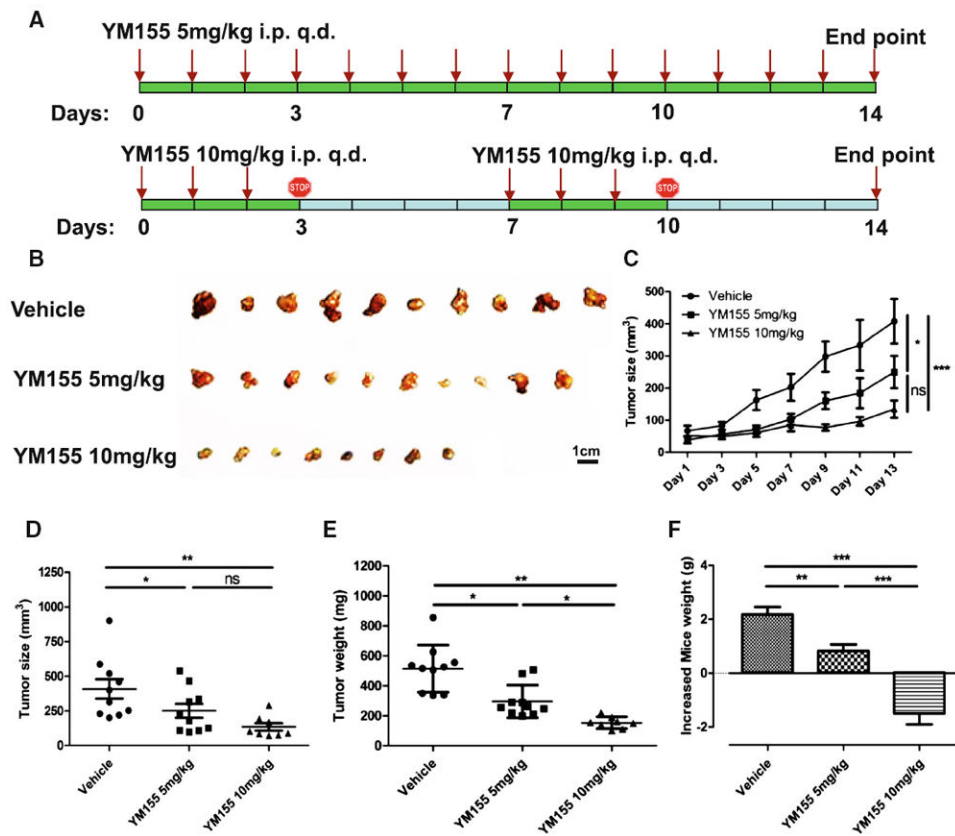 A
YM155 5mg/kg i.p. q.d. End point
Days: 0 3 7 10 14
YM155 10mg/kg i.p. q.d. YM155 10mg/kg i.p. q.d. End point
STOP STOP
Days: 0 3 7 10 14
B
Vehicle
YM155 5mg/kg
YM155 10mg/kg
1cm
C
Tumor size (mm³)
500
400
300
200
100
0
Vehicle
YM155 5mg/kg
YM155 10mg/kg
* ns ***
Day 1 Day 3 Day 5 Day 7 Day 9 Day 11 Day 13
D
Tumor size (mm³)
1250
1000
750
500
250
0
**
* ns
Vehicle YM155 5mg/kg YM155 10mg/kg
E
Tumor weight (mg)
1200
1000
800
600
400
200
0
**
* *
Vehicle YM155 5mg/kg YM155 10mg/kg
F
Increased Mice weight (g)
4
2
0
-2
***
** ***
Vehicle YM155 5mg/kg YM155 10mg/kg